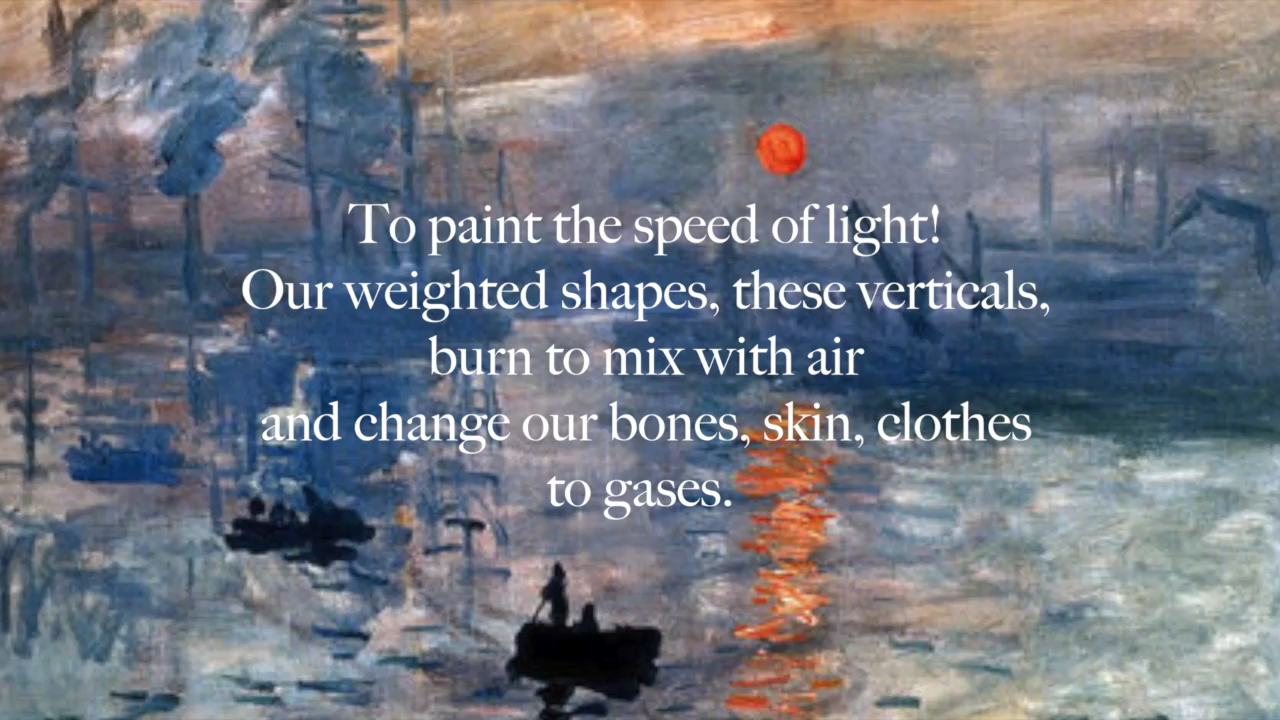 To paint the speed of light!
Our weighted shapes, these verticals,
burn to mix with air
and change our bones, skin, clothes
to gases.